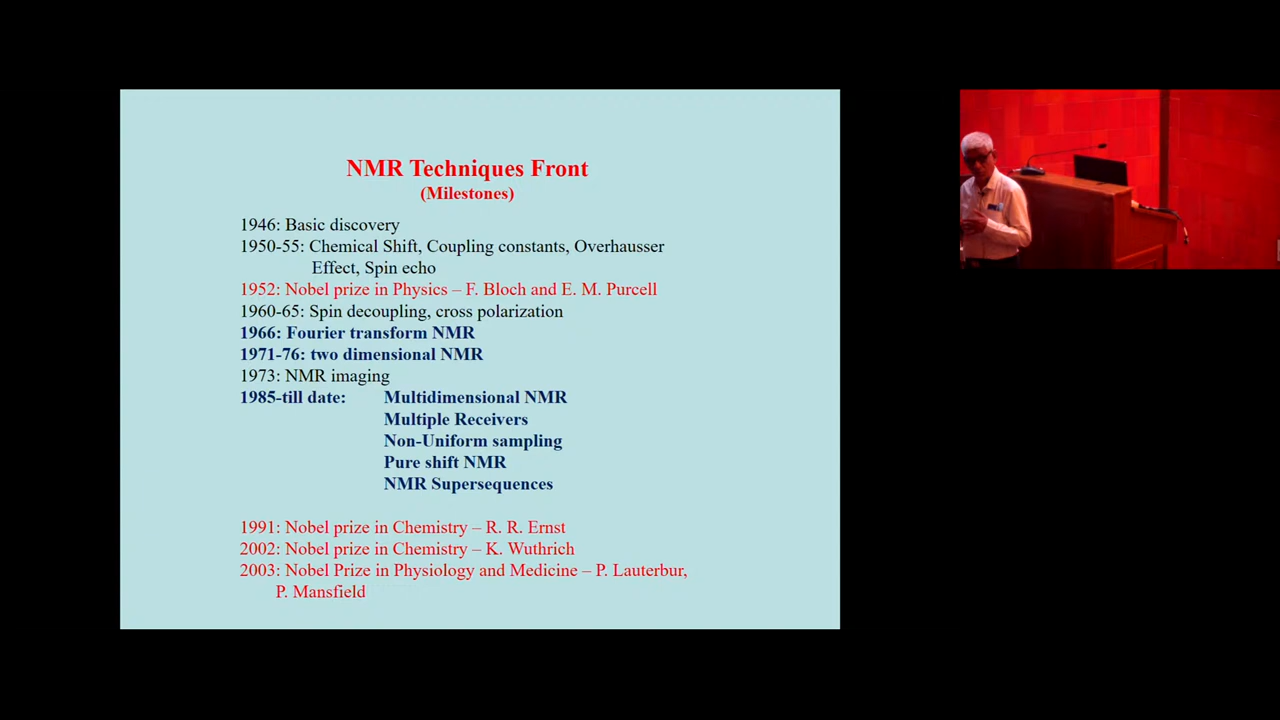 NMR Techniques Front
(Milestones)
1946: Basic discovery
1950-55: Chemical Shift, Coupling constants, Overhausser
Effect, Spin echo
1952: Nobel prize in Physics – F. Bloch and E. M. Purcell
1960-65: Spin decoupling, cross polarization
1966: Fourier transform NMR
1971-76: two dimensional NMR
1973: NMR imaging
1985-till date: Multidimensional NMR
Multiple Receivers
Non-Uniform sampling
Pure shift NMR
NMR Supersequences
1991: Nobel prize in Chemistry – R. R. Ernst
2002: Nobel prize in Chemistry – K. Wuthrich
2003: Nobel Prize in Physiology and Medicine – P. Lauterbur,
P. Mansfield